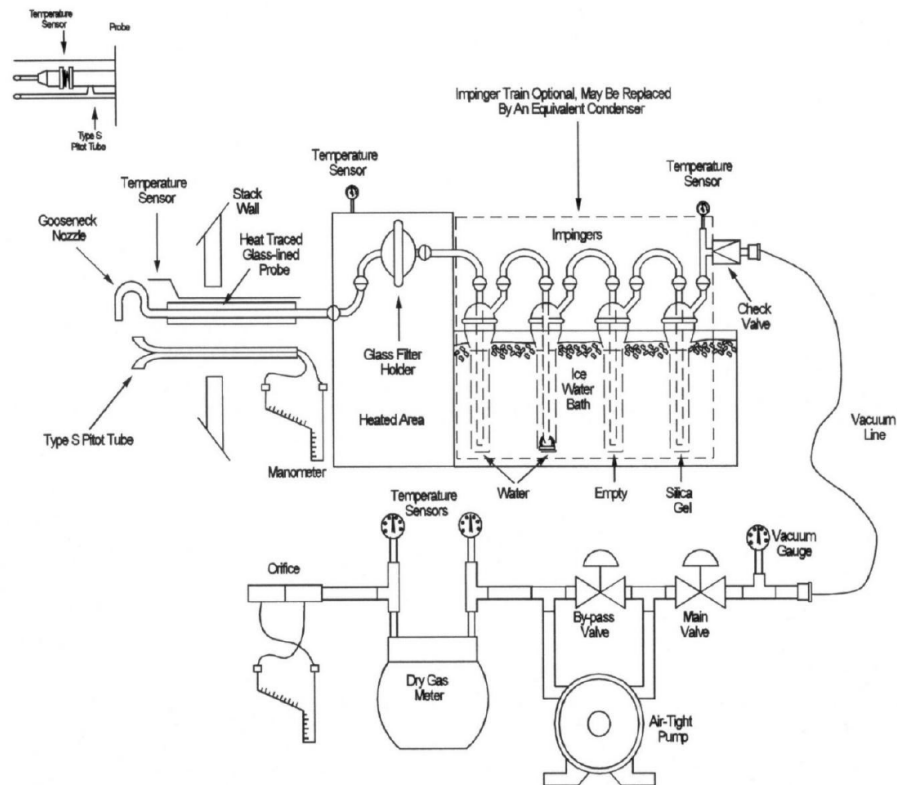 Temperature
Sensor
Probe
Type S
Pitot Tube
Impinger Train Optional, May Be Replaced
By An Equivalent Condenser
Temperature
Sensor
Temperature
Sensor
Temperature
Sensor
Stack
Wall
Gooseneck
Nozzle
Heat Traced
Glass-lined
Probe
Impingers
Check
Valve
Glass Filter
Holder
Ice
Water
Bath
Heated Area
Type S Pitot Tube
Manometer
Vacuum
Line
Water
Empty
Silica
Gel
Temperature
Sensors
Vacuum
Gauge
Orifice
By-pass
Valve
Main
Valve
Dry Gas
Meter
Air-Tight
Pump